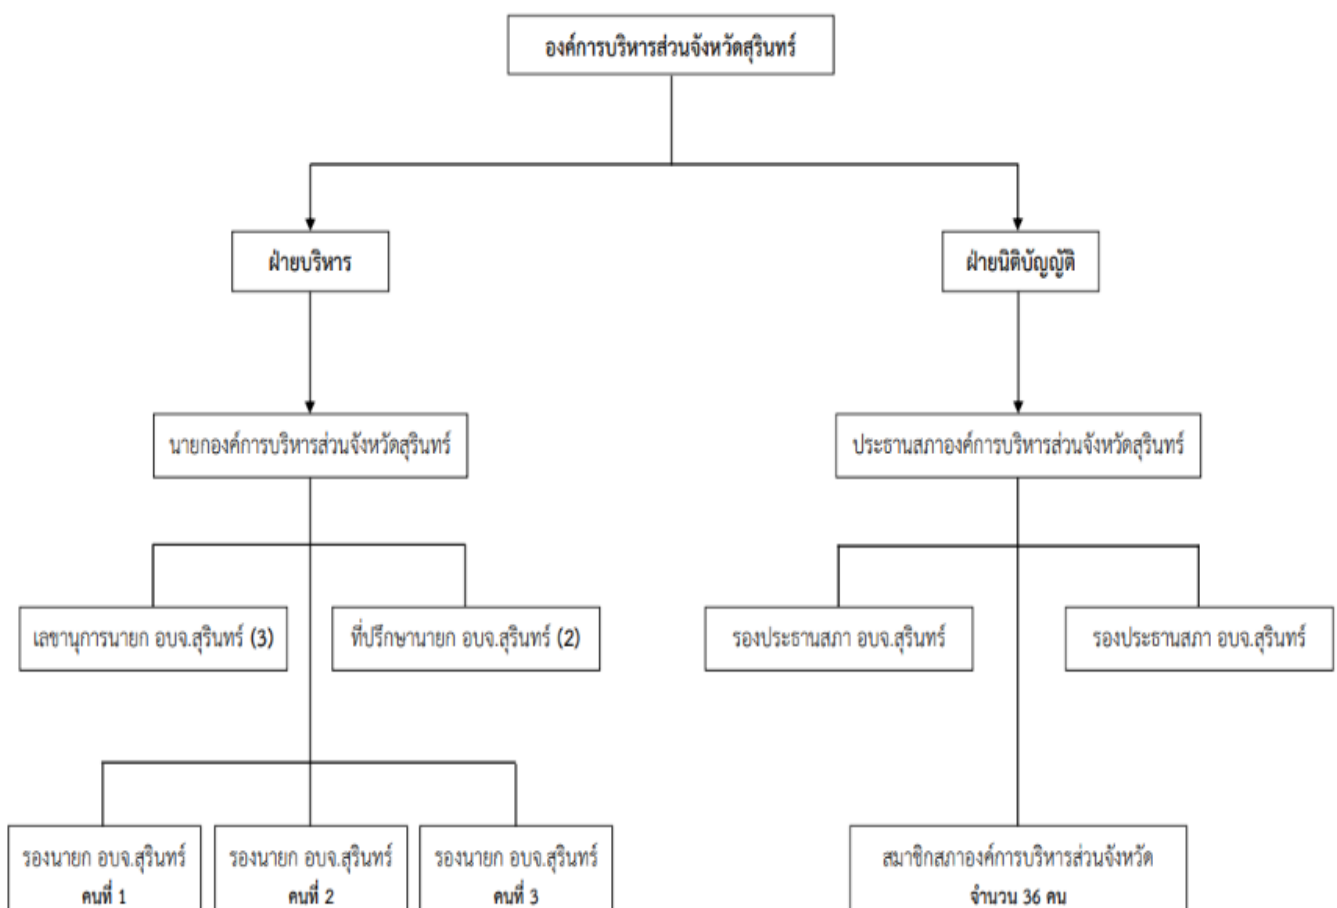 องค์การบริหารส่วนจังหวัดสุรินทร์
ฝ่ายบริหาร
ฝ่ายนิติบัญญัติ
นายกองค์การบริหารส่วนจังหวัดสุรินทร์
ประธานสภาองค์การบริหารส่วนจังหวัดสุรินทร์
เลขานุการนายก อบจ.สุรินทร์ (3)
ที่ปรึกษานายก อบจ.สุรินทร์ (2)
รองประธานสภา อบจ.สุรินทร์
รองประธานสภา อบจ.สุรินทร์
รองนายก อบจ.สุรินทร์
คนที่ 1
รองนายก อบจ.สุรินทร์
คนที่ 2
รองนายก อบจ.สุรินทร์
คนที่ 3
สมาชิกสภาองค์การบริหารส่วนจังหวัด
จำนวน 36 คน